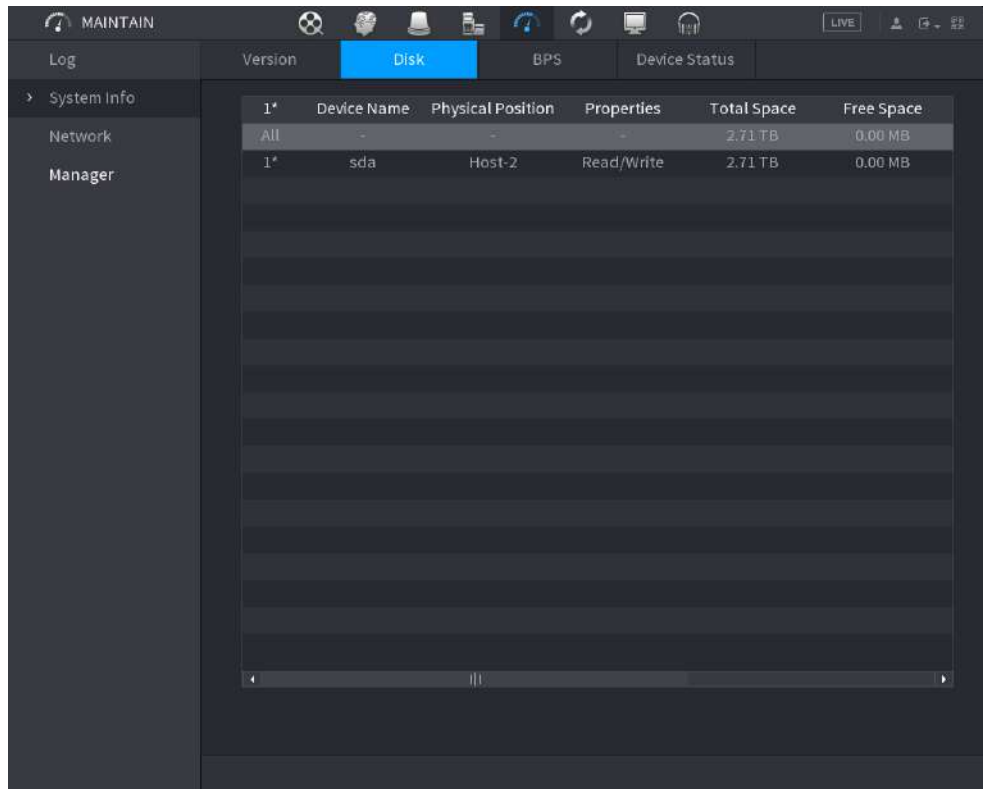 MAINTAIN LIVE
Log Version Disk BPS Device Status
System Info
1* Device Name Physical Position Properties Total Space Free Space
Network All - - - 2.71 TB 0.00 MB
1* sda Host-2 Read/Write 2.71 TB 0.00 MB
Manager